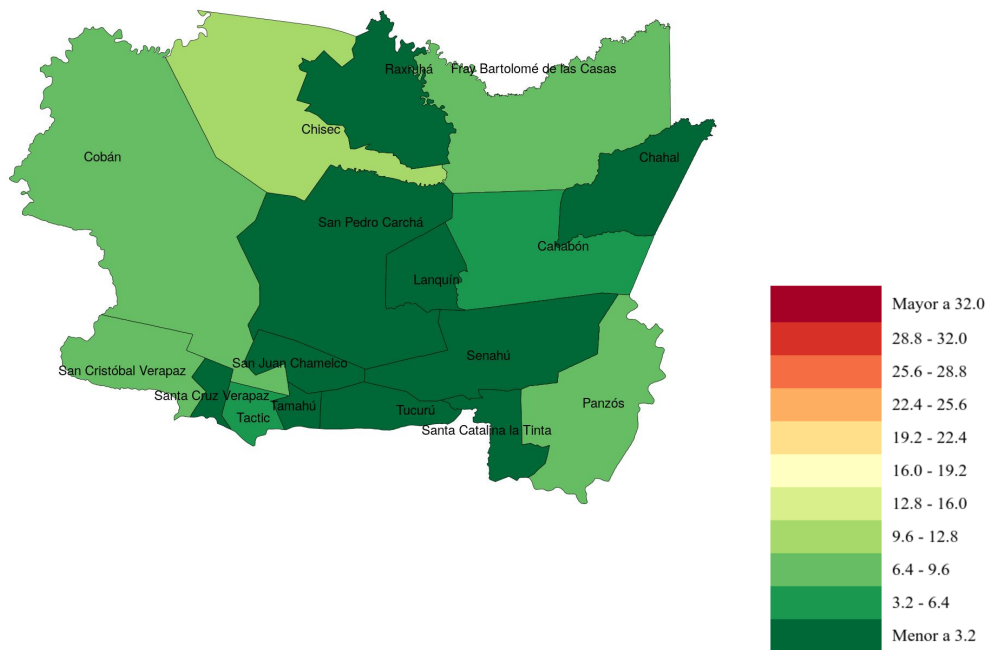 Raxruhá
Fray Bartolomé de las Casas
Chisec
Cobán
Chahal
San Pedro Carchá
Cahabón
Lanquín
Senahú
San Juan Chamelco
San Cristóbal Verapaz
Santa Cruz Verapaz
Tamahú
Tactic
Tucurú
Panzós
Santa Catalina la Tinta
Mayor a 32.0
28.8 - 32.0
25.6 - 28.8
22.4 - 25.6
19.2 - 22.4
16.0 - 19.2
12.8 - 16.0
9.6 - 12.8
6.4 - 9.6
3.2 - 6.4
Menor a 3.2